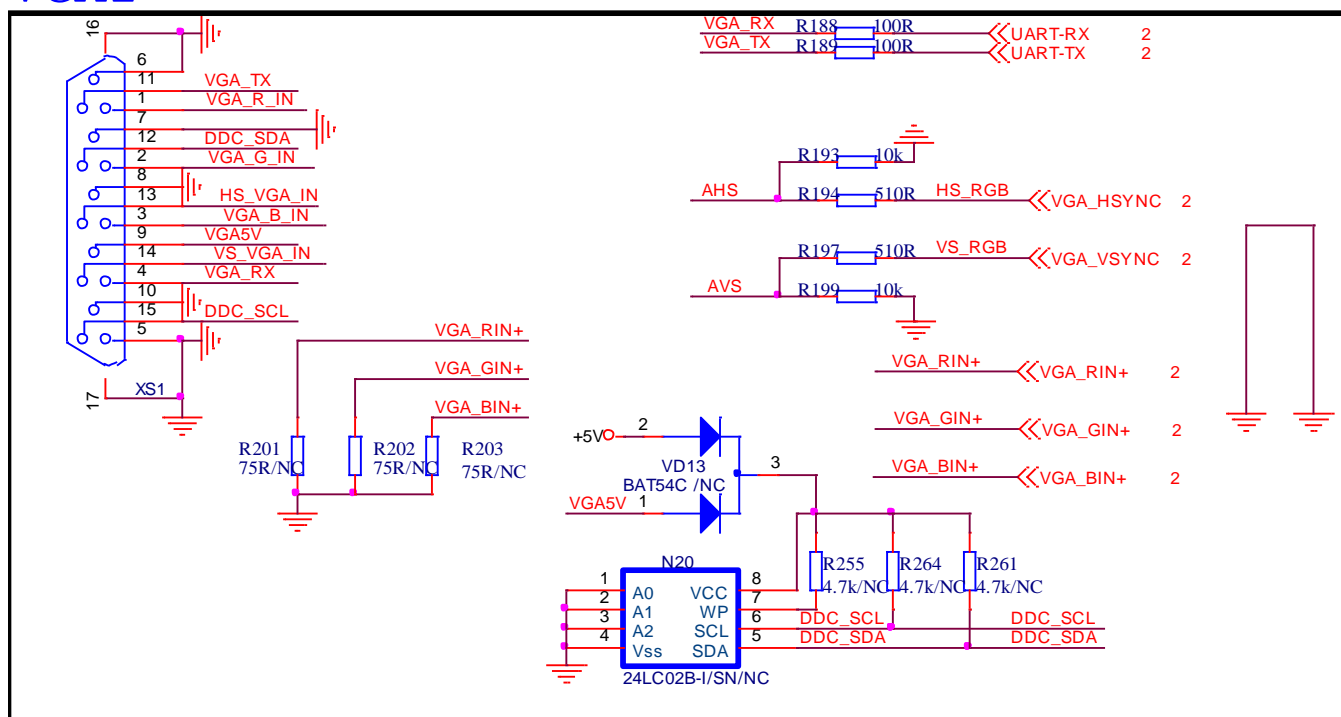 16
6
11 VGA_TX
1 VGA_R_IN
7
12 DDC_SDA
2 VGA_G_IN
8
13 HS_VGA_IN
3 VGA_B_IN
9 VGA5V
14 VS_VGA_IN
4 VGA_RX
10
15 DDC_SCL
5
17 XS1
VGA_RX R188 100R UART-RX 2
VGA_TX R189 100R UART-TX 2
R193 10k
AHS R194 510R HS_RGB VGA_HSYNC 2
R197 510R VS_RGB VGA_VSYNC 2
AVS R199 10k
VGA_RIN+
VGA_GIN+
VGA_BIN+
R201
75R/NC
R202
75R/NC
R203
75R/NC
VGA_RIN+ VGA_RIN+ 2
VGA_GIN+ VGA_GIN+ 2
VGA_BIN+ VGA_BIN+ 2
+5V 2
VD13 3
BAT54C /NC
VGA5V 1
R255
4.7k/NC
R264
4.7k/NC
R261
4.7k/NC
N20
1 A0 VCC 8
2 A1 WP 7
3 A2 SCL 6 DDC_SCL DDC_SCL
4 Vss SDA 5 DDC_SDA DDC_SDA
24LC02B-I/SN/NC